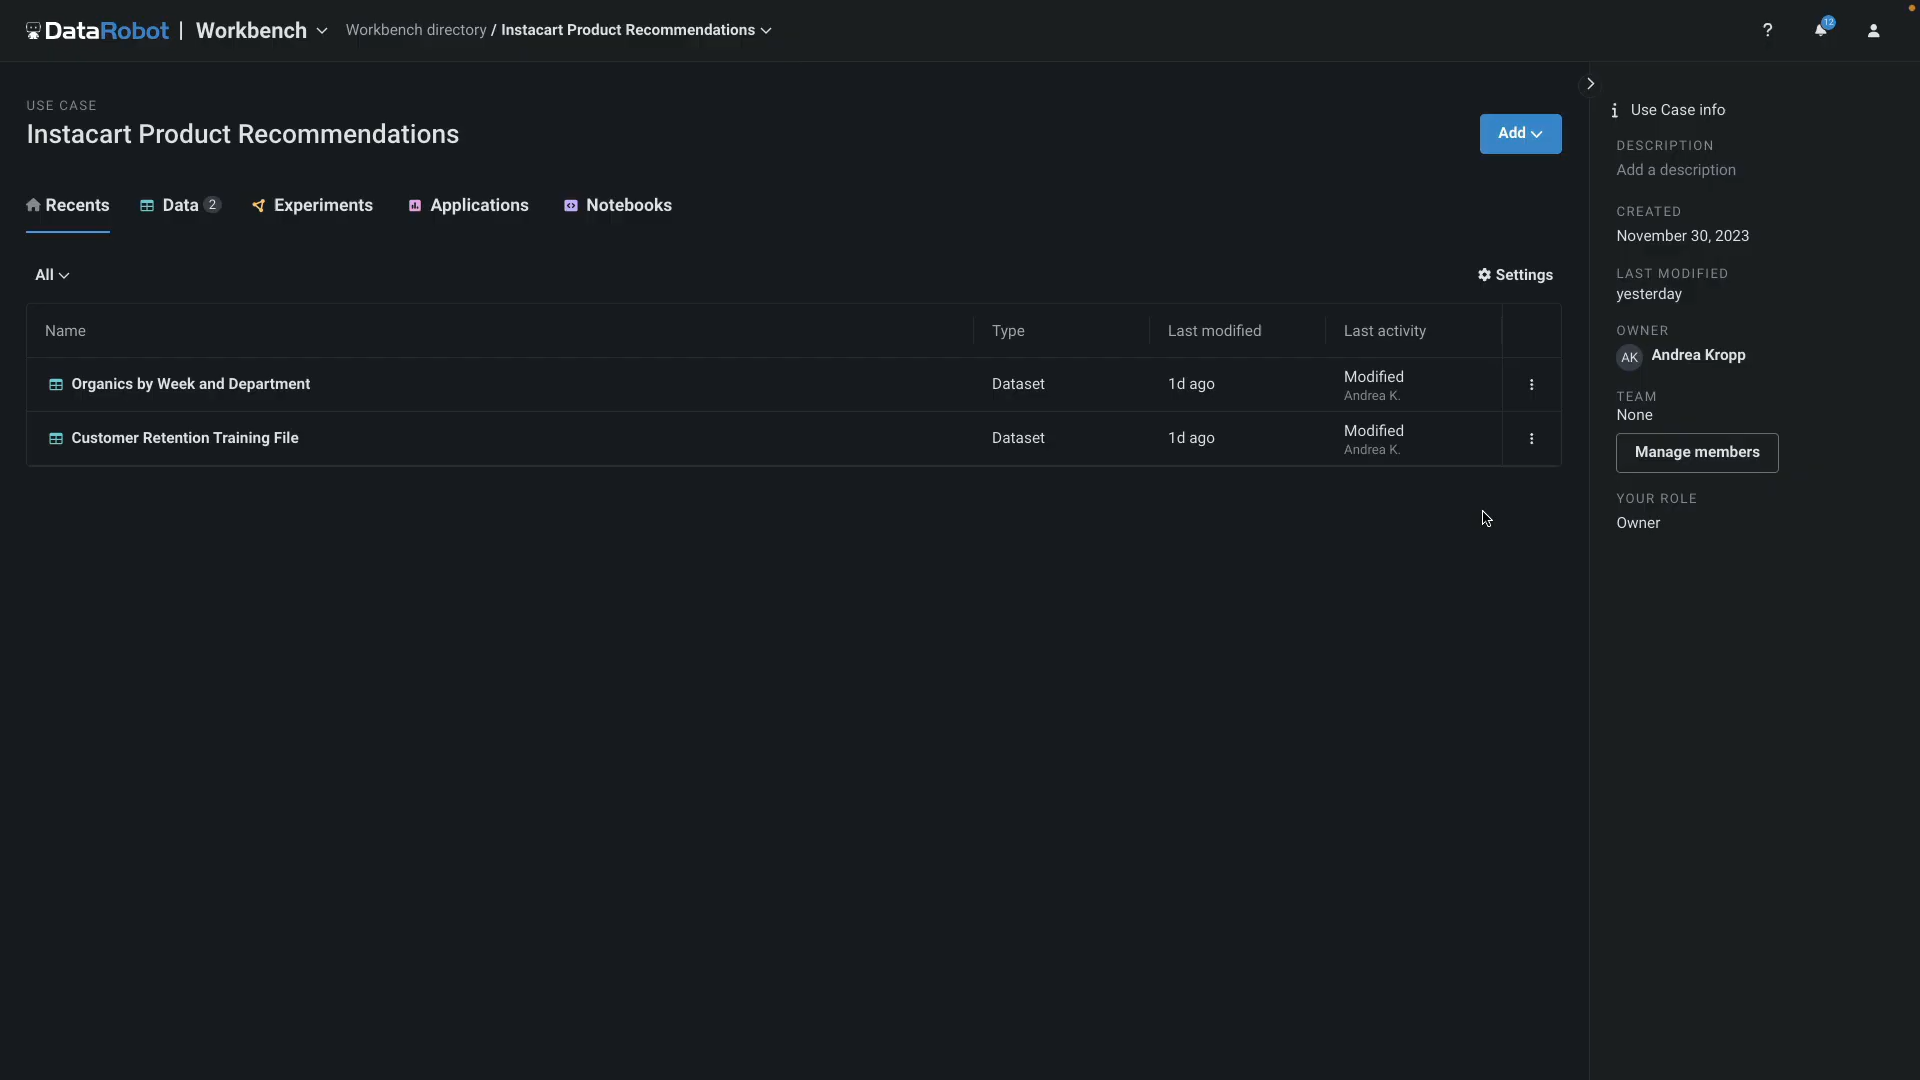 DataRobot | Workbench
Workbench directory / Instacart Product Recommendations
?
12
USE CASE
Instacart Product Recommendations
Add
Recents
Data 2
Experiments
Applications
Notebooks
All
Settings
Name Type Last modified Last activity
Organics by Week and Department Dataset 1d ago Modified
Andrea K.
Customer Retention Training File Dataset 1d ago Modified
Andrea K.
i Use Case info
DESCRIPTION
Add a description
CREATED
November 30, 2023
LAST MODIFIED
yesterday
OWNER
AK Andrea Kropp
TEAM
None
Manage members
YOUR ROLE
Owner